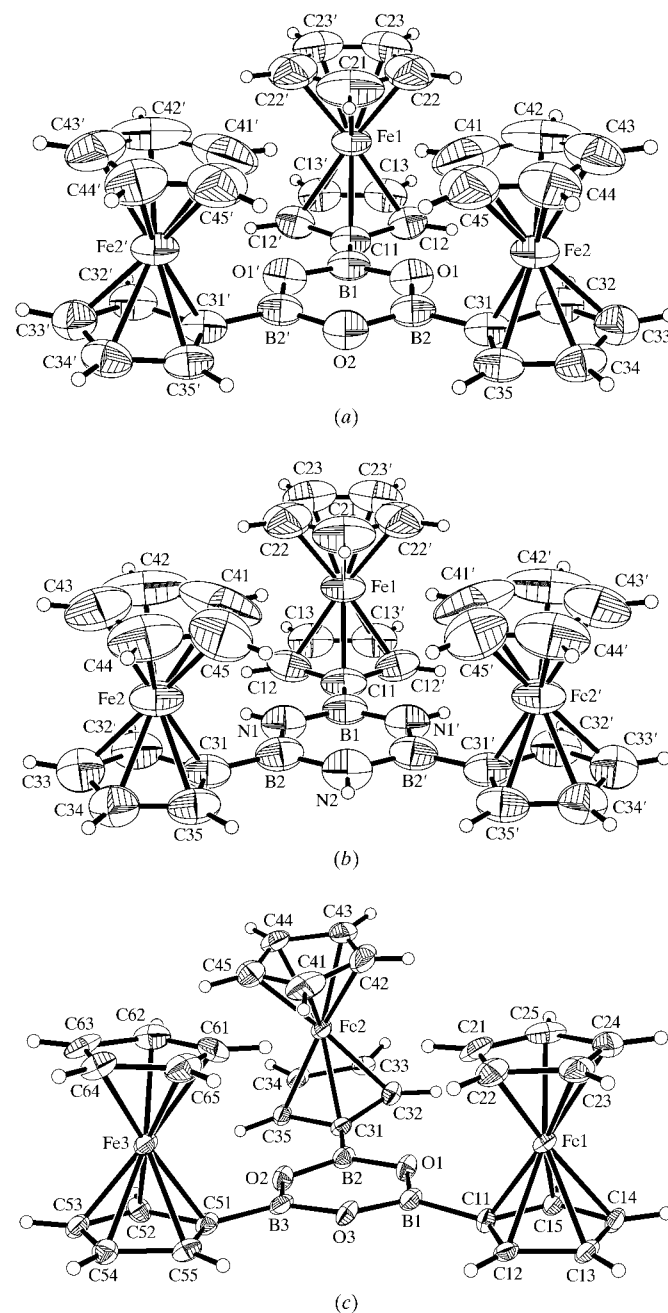 C23′ C23
C21
C22′ C22
C42′ C42
C43′ C41′ C41 C43
Fe1
C44′ C13′ C13 C44
C45′ C45
C12′ C11 C12
Fe2′ Fe2
O1′ O1
C32′ B1 C32
C31′ C31
C33′ C33
B2′ B2
C34′ O2 C34
C35′ C35
(a)
C23 C23′
C21
C22 C22′
C42 C42′
C43 C41 C41′ C43′
Fe1
C44 C13 C13′ C44′
C45 C45′
C12 C11 C12′
Fe2 Fe2′
N1 B1 N1′
C32′ C31 C31′ C32′
C33 C33′
B2 B2′
C34 N2 C34′
C35 C35′
(b)
C44 C43
C45 C41
C42
C62 Fe2 C25
C63 C61 C21 C24
C33
C64 C34 C22
C65 C32 C23
C35
Fe3 C31 Fe1
O2 B2 O1
C53 C51 C11 C14
C52 B3 O3 B1 C15
C54 C55 C12 C13
(c)